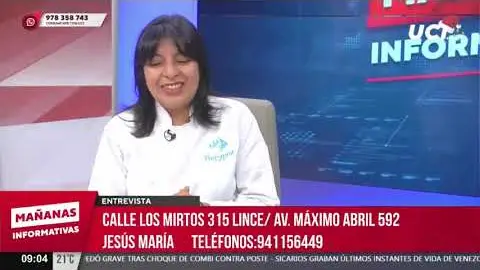 978 358 743
UCT
INFORM
ENTREVISTA
MAÑANAS
INFORMATIVAS
CALLE LOS MIRTOS 315 LINCE/ AV. MÁXIMO ABRIL 592
JESÚS MARÍA TELÉFONOS:941156449
09:04 21°C EDÓ GRAVE TRAS CHOQUE DE COMBI CONTRA POSTE - SICARIOS GRABAN ÚLTIMOS INSTANTES DE VIDA DE VENEZ